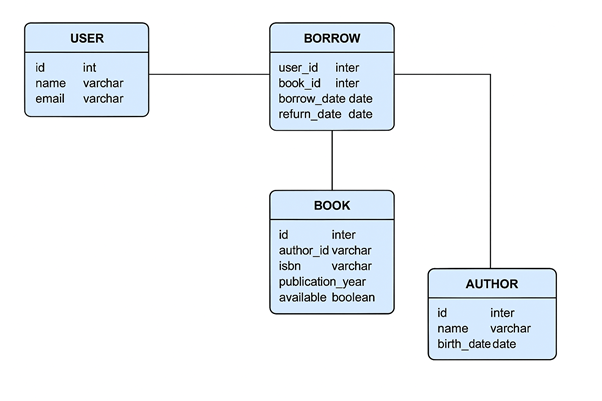 USER
id int
name varchar
email varchar
BORROW
user_id inter
book_id inter
borrow_date date
refurn_date date
BOOK
id inter
author_id varchar
isbn varchar
publication_year
available boolean
AUTHOR
id inter
name varchar
birth_date date